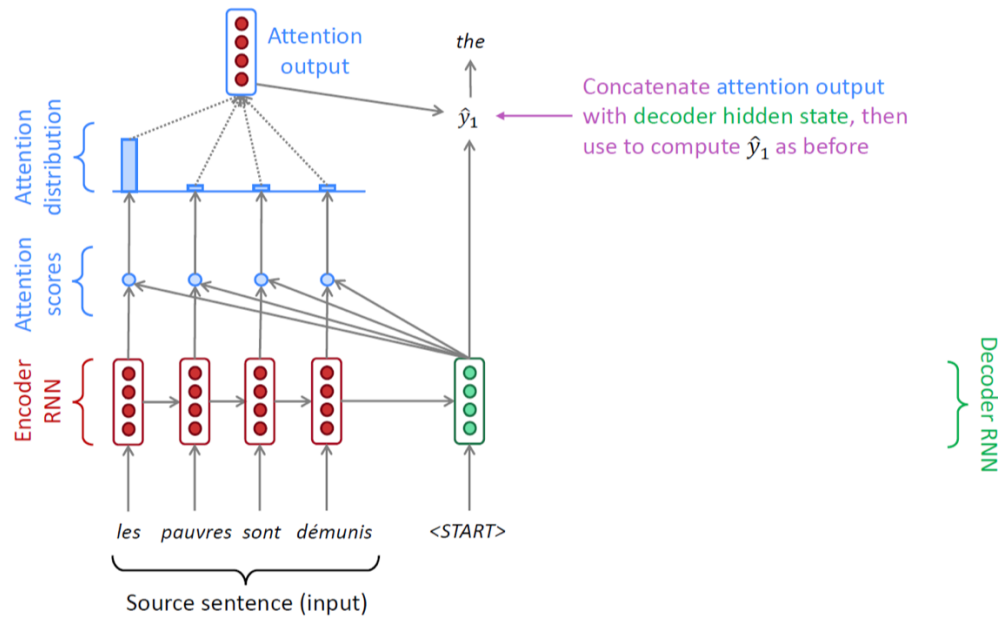 Attention
output
the
ŷ₁
Concatenate attention output
with decoder hidden state, then
use to compute ŷ₁ as before
Attention
distribution
Attention
scores
Encoder
RNN
Decoder RNN
les pauvres sont démunis <START>
Source sentence (input)